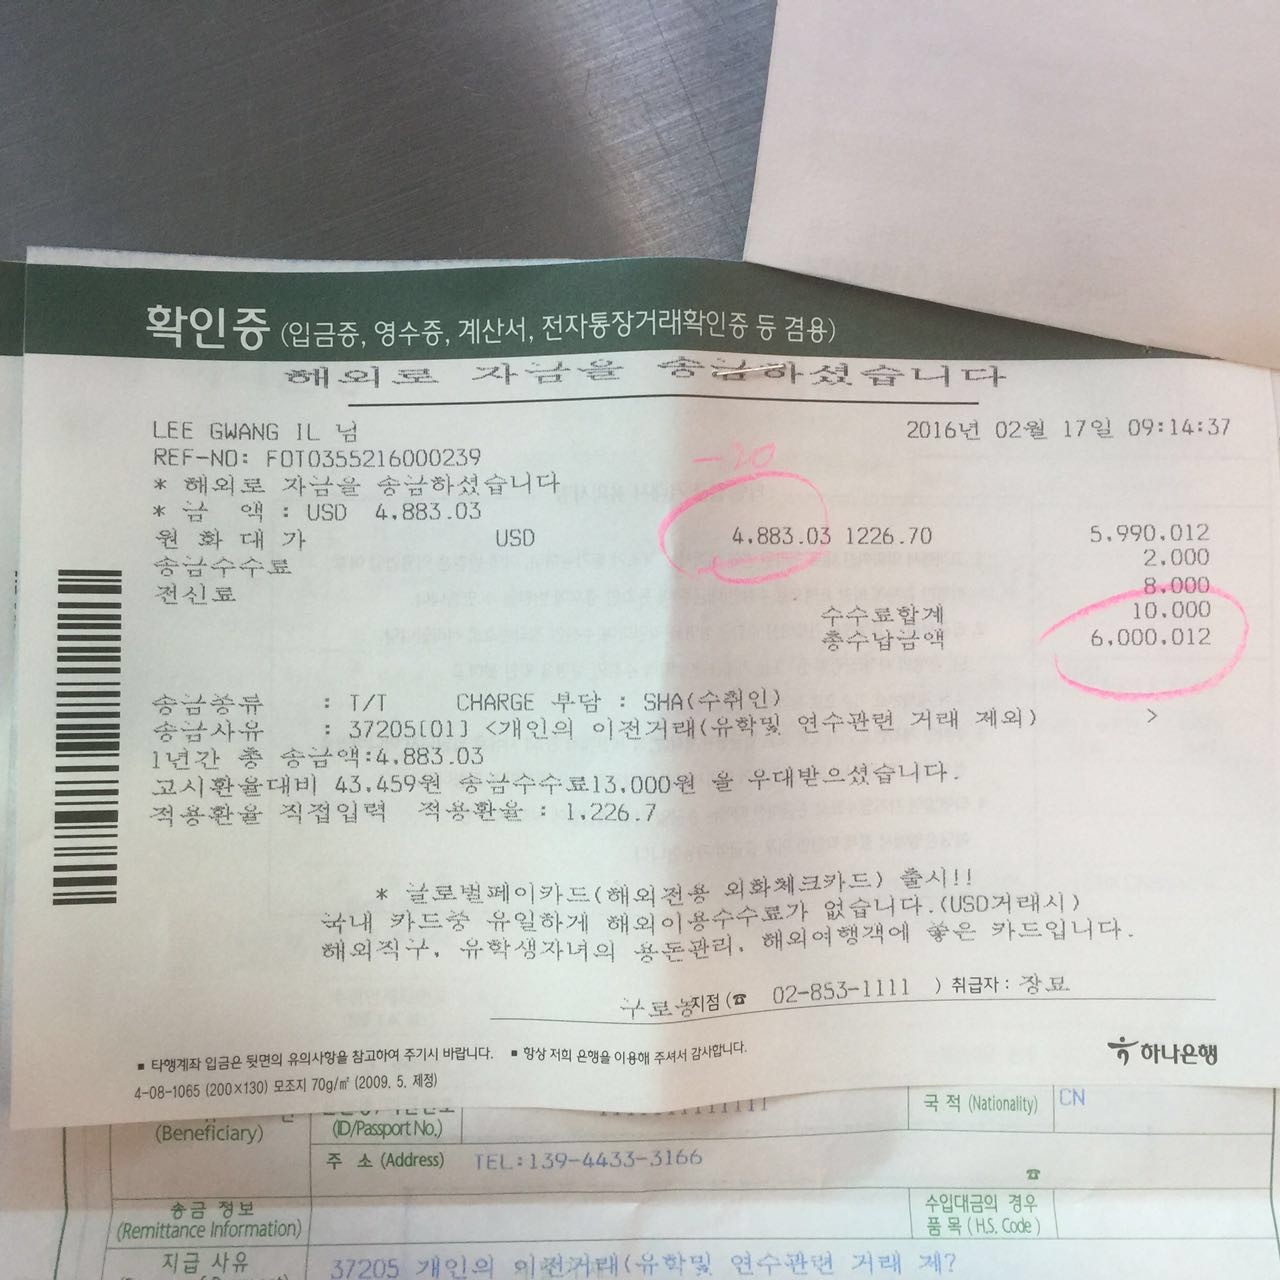 확인증 (입금증, 영수증, 계산서, 전자통장거래확인증 등 겸용)
해외로 자금을 송금하셨습니다
LEE GWANG IL 님
2016년 02월 17일 09:14:37
REF-NO: FOT0355216000239
* 해외로 자금을 송금하셨습니다
* 금 액 : USD 4,883.03
-20
원화대가 USD 4,883.03 1226.70 5,990,012
송금수수료 2,000
전신료 8,000
수수료합계 10,000
총수납금액 6,000,012
송금종류 : T/T CHARGE 부담 : SHA(수취인)
송금사유 : 37205[01] <개인의 이전거래(유학및 연수관련 거래 제외) >
1년간 총 송금액:4,883.03
고시환율대비 43,459원 송금수수료13,000원 을 우대받으셨습니다.
적용환율 직접입력 적용환율 : 1,226.7
* 글로벌페이카드(해외전용 외화체크카드) 출시!!
국내 카드중 유일하게 해외이용수수료가 없습니다.(USD거래시)
해외직구, 유학생자녀의 용돈관리, 해외여행객에 좋은 카드입니다.
지점 (☎ 02-853-1111 ) 취급자 : 장묘
■ 타행계좌 입금은 뒷면의 유의사항을 참고하여 주기시 바랍니다. ■ 항상 저희 은행을 이용해 주셔서 감사합니다.
하나은행
4-08-1065 (200×130) 모조지 70g/㎡ (2009. 5. 제정)
(Beneficiary)
(ID/Passport No.)
국 적 (Nationality) CN
주 소 (Address) TEL:139-4433-3166
☎
송금 정보
(Remittance Information)
수입대금의 경우
품 목 ( H.S. Code )
지급 사유
37205 개인의 이전거래(유학및 연수관련 거래 제?